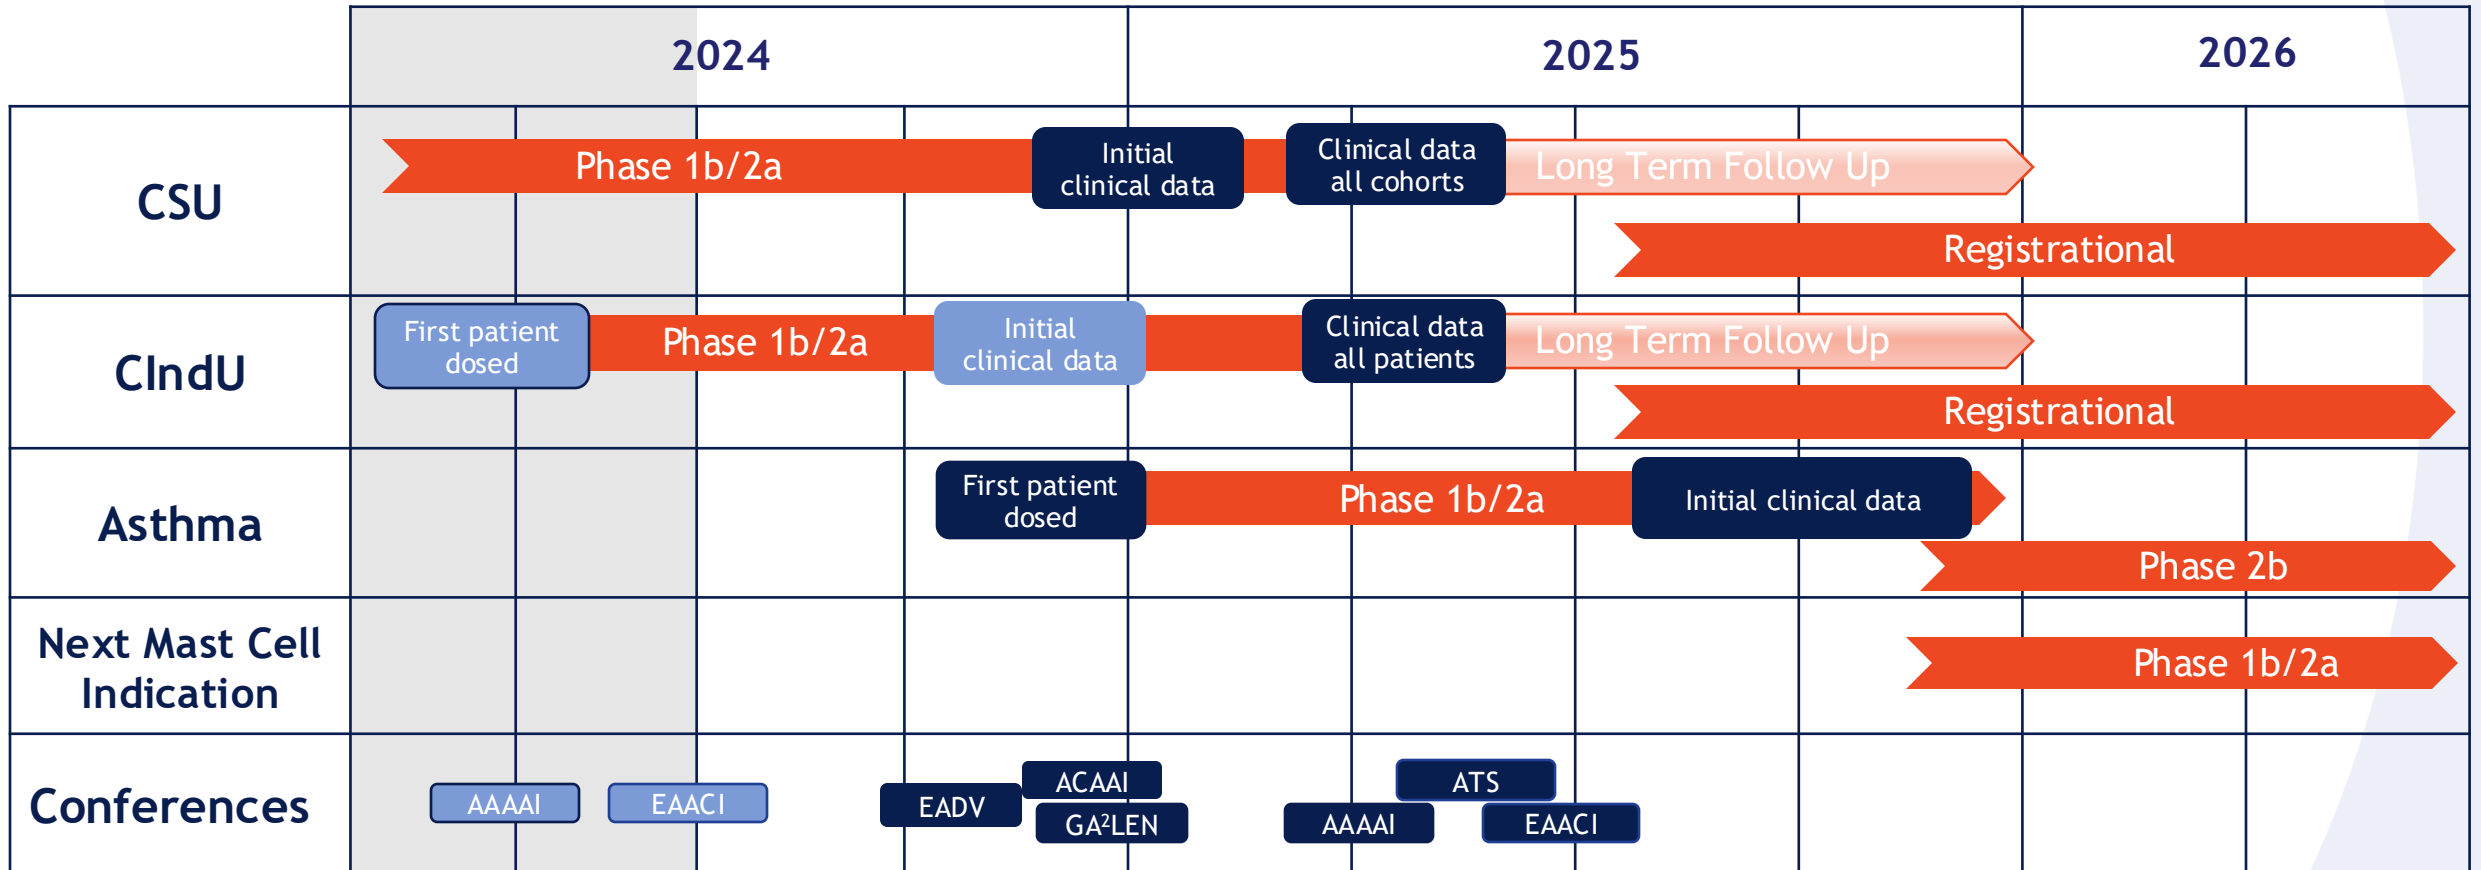 2024
2025
2026
CSU
Phase 1b/2a
Initial
clinical data
Clinical data
all cohorts
Long Term Follow Up
Registrational
CIndU
First patient
dosed
Phase 1b/2a
Initial
clinical data
Clinical data
all patients
Long Term Follow Up
Registrational
Asthma
First patient
dosed
Phase 1b/2a
Initial clinical data
Phase 2b
Next Mast Cell
Indication
Phase 1b/2a
Conferences
AAAAI
EAACI
EADV
ACAAI
GA²LEN
AAAAI
ATS
EAACI